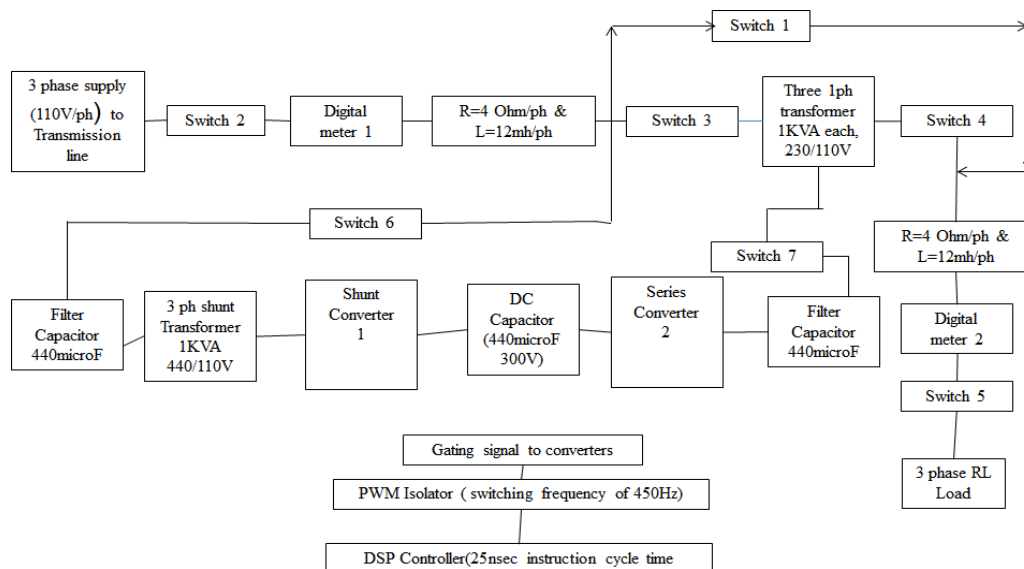 Switch 1
3 phase supply
(110V/ph) to
Transmission
line
Switch 2
Digital
meter 1
R=4 Ohm/ph &
L=12mh/ph
Switch 3
Three 1ph
transformer
1KVA each,
230/110V
Switch 4
Switch 6
Switch 7
R=4 Ohm/ph &
L=12mh/ph
Filter
Capacitor
440microF
3 ph shunt
Transformer
1KVA
440/110V
Shunt
Converter
1
DC
Capacitor
(440microF
300V)
Series
Converter
2
Filter
Capacitor
440microF
Digital
meter 2
Switch 5
3 phase RL
Load
Gating signal to converters
PWM Isolator ( switching frequency of 450Hz)
DSP Controller(25nsec instruction cycle time